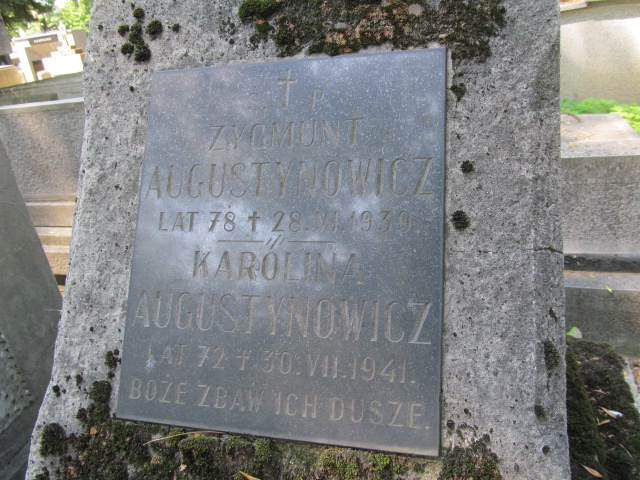 Ś. † P.
ZYGMUNT
AUGUSTYNOWICZ
LAT 78 † 28.VI.1939.
KAROLINA
AUGUSTYNOWICZ
LAT 72 † 30.VII.1941.
BOŻE ZBAW ICH DUSZE.